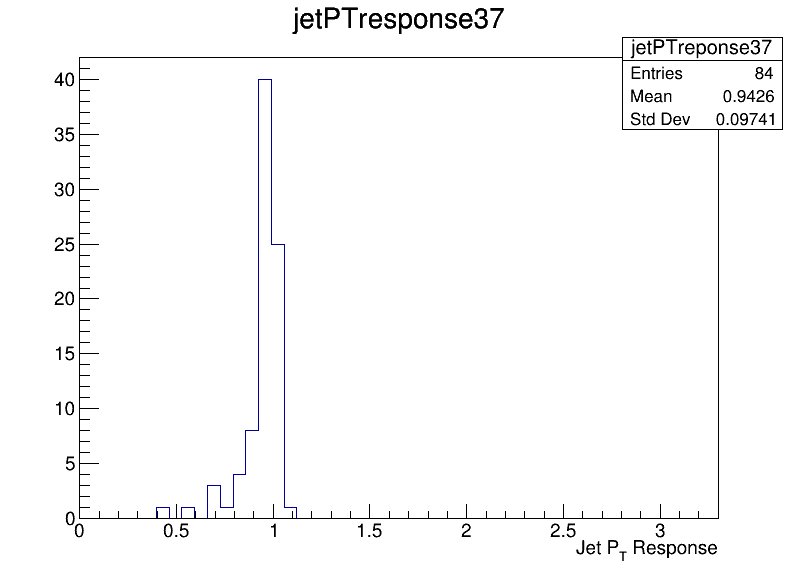 jetPTresponse37
jetPTreponse37
Entries 84
Mean 0.9426
Std Dev 0.09741
40
35
30
25
20
15
10
5
0
0 0.5 1 1.5 2 2.5 3
Jet PT Response